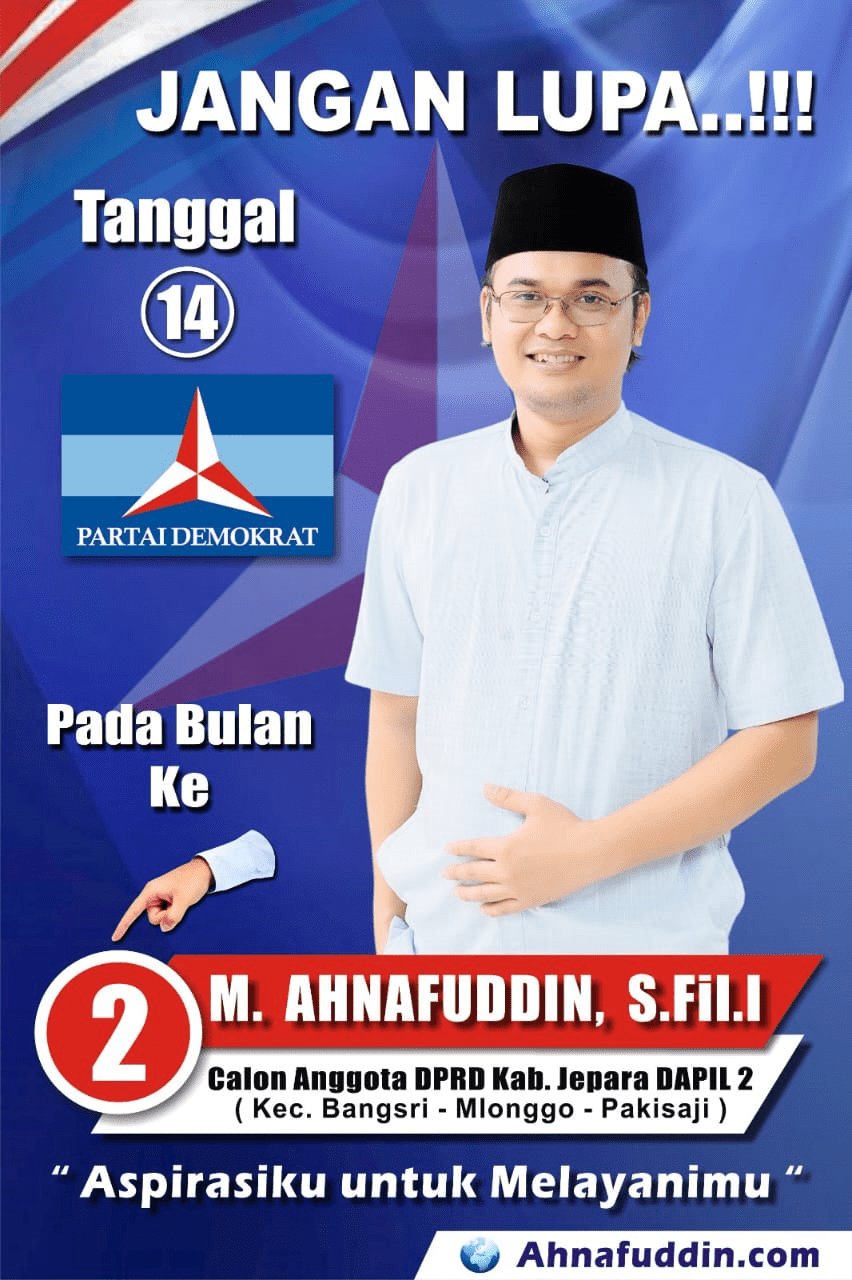 JANGAN LUPA..!!!
Tanggal
14
PARTAI DEMOKRAT
Pada Bulan
Ke
2
M. AHNAFUDDIN, S.Fil.I
Calon Anggota DPRD Kab. Jepara DAPIL 2
( Kec. Bangsri - Mlonggo - Pakisaji )
“ Aspirasiku untuk Melayanimu “
Ahnafuddin.com